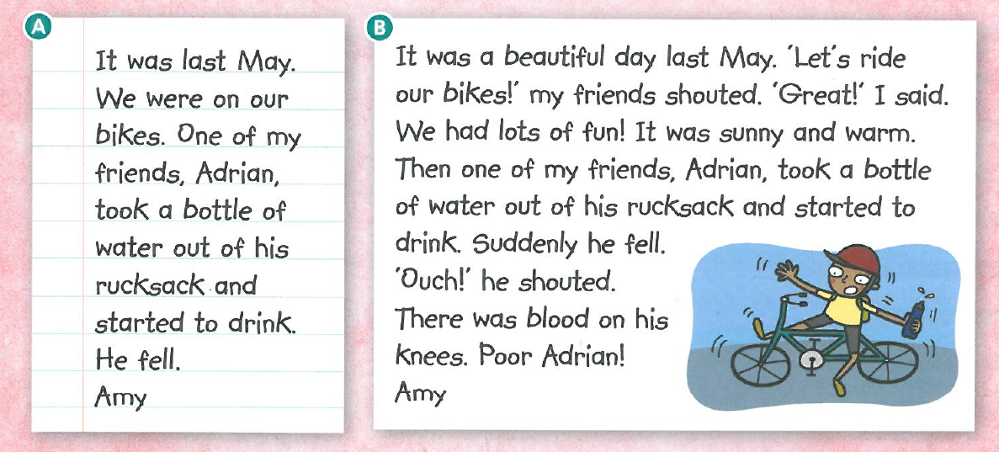 A
It was last May.
We were on our
bikes. One of my
friends, Adrian,
took a bottle of
water out of his
rucksack and
started to drink.
He fell.
Amy
B
It was a beautiful day last May. ‘Let’s ride
our bikes!’ my friends shouted. ‘Great!’ I said.
We had lots of fun! It was sunny and warm.
Then one of my friends, Adrian, took a bottle
of water out of his rucksack and started to
drink. Suddenly he fell.
‘Ouch!’ he shouted.
There was blood on his
knees. Poor Adrian!
Amy